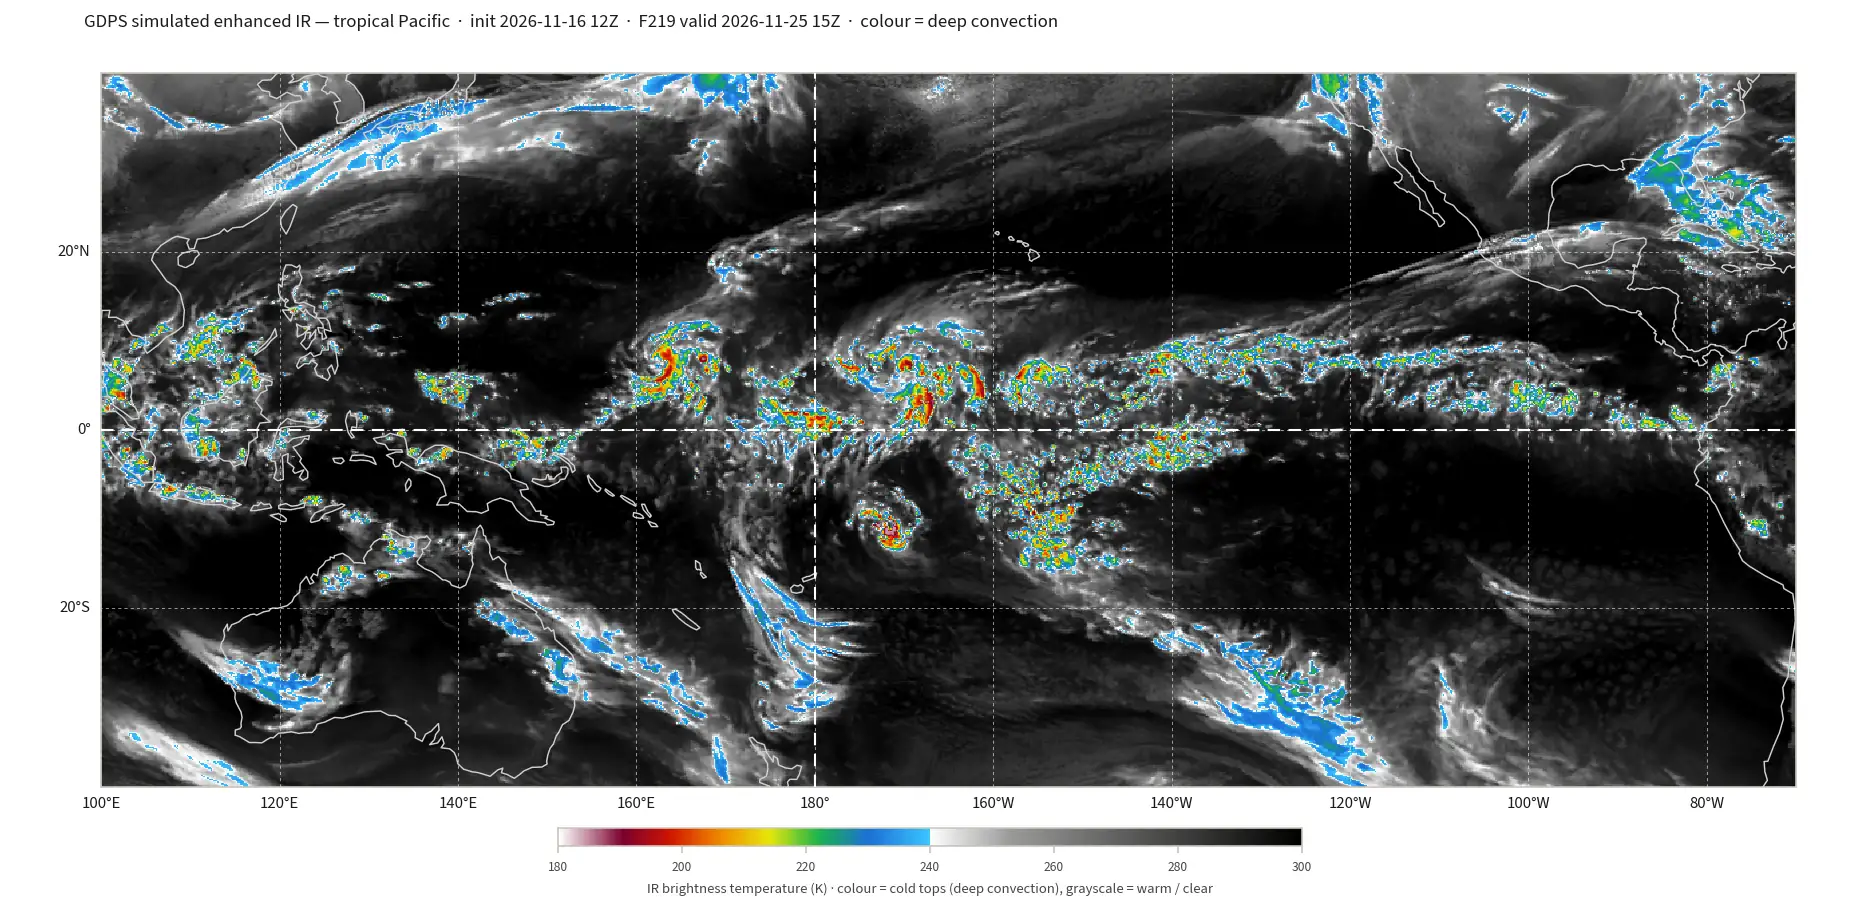 GDPS simulated enhanced IR — tropical Pacific · init 2026-11-16 12Z · F219 valid 2026-11-25 15Z · colour = deep convection
20°N
0°
20°S
100°E 120°E 140°E 160°E 180° 160°W 140°W 120°W 100°W 80°W
180 200 220 240 260 280 300
IR brightness temperature (K) · colour = cold tops (deep convection), grayscale = warm / clear